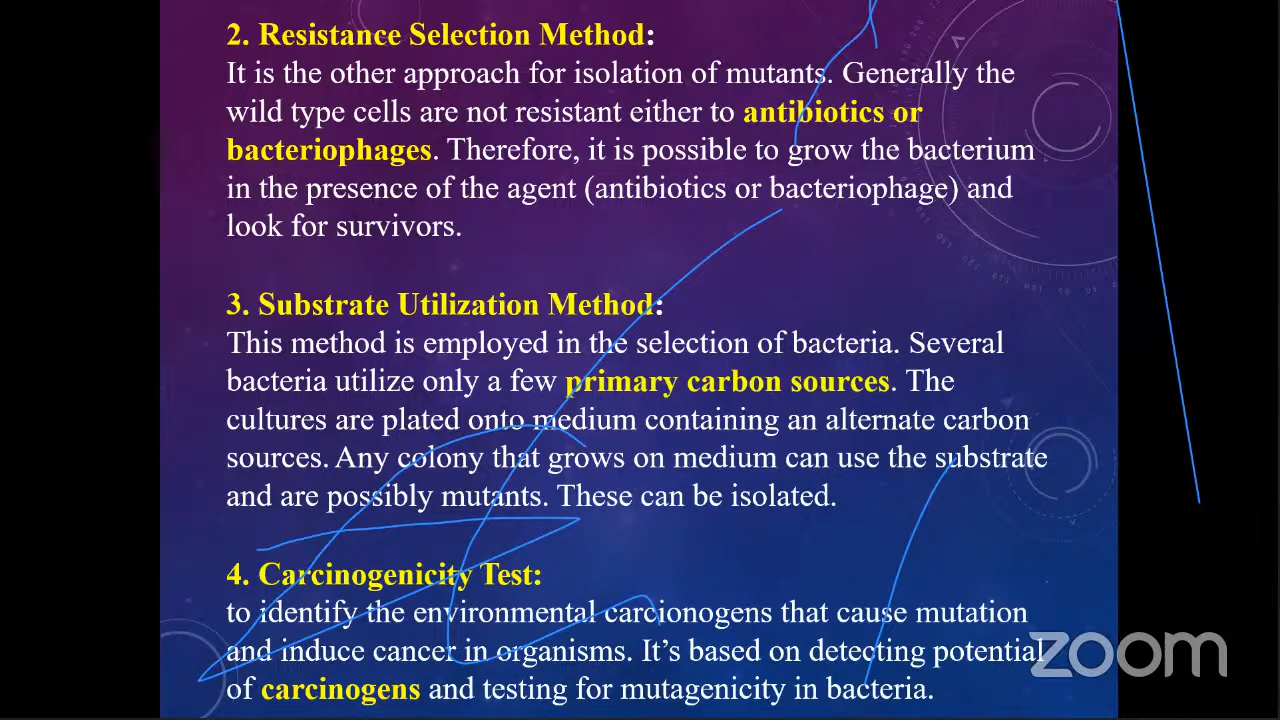 2. Resistance Selection Method:
It is the other approach for isolation of mutants. Generally the
wild type cells are not resistant either to antibiotics or
bacteriophages. Therefore, it is possible to grow the bacterium
in the presence of the agent (antibiotics or bacteriophage) and
look for survivors.
3. Substrate Utilization Method:
This method is employed in the selection of bacteria. Several
bacteria utilize only a few primary carbon sources. The
cultures are plated onto medium containing an alternate carbon
sources. Any colony that grows on medium can use the substrate
and are possibly mutants. These can be isolated.
4. Carcinogenicity Test:
to identify the environmental carcionogens that cause mutation
and induce cancer in organisms. It’s based on detecting potential
of carcinogens and testing for mutagenicity in bacteria.
zoom